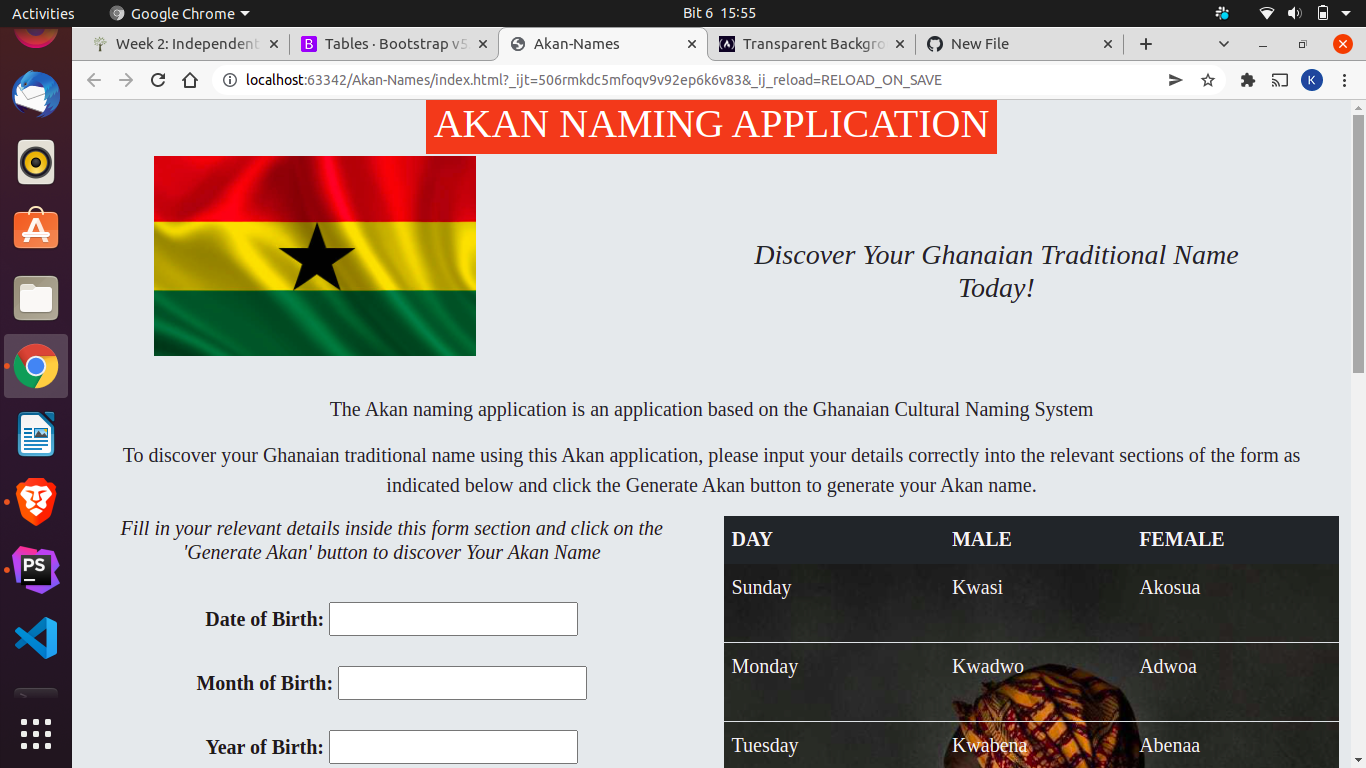 Activities
Google Chrome
Bit 6 15:55
Week 2: Independent
Tables · Bootstrap v5
Akan-Names
Transparent Backgro
New File
localhost:63342/Akan-Names/index.html?_ijt=506rmkdc5mfoqv9v92ep6k6v83&_ij_reload=RELOAD_ON_SAVE
K
AKAN NAMING APPLICATION
Discover Your Ghanaian Traditional Name
Today!
The Akan naming application is an application based on the Ghanaian Cultural Naming System
To discover your Ghanaian traditional name using this Akan application, please input your details correctly into the relevant sections of the form as
indicated below and click the Generate Akan button to generate your Akan name.
Fill in your relevant details inside this form section and click on the
'Generate Akan' button to discover Your Akan Name
Date of Birth:
Month of Birth:
Year of Birth:
DAY MALE FEMALE
Sunday Kwasi Akosua
Monday Kwadwo Adwoa
Tuesday Kwabena Abenaa
PS